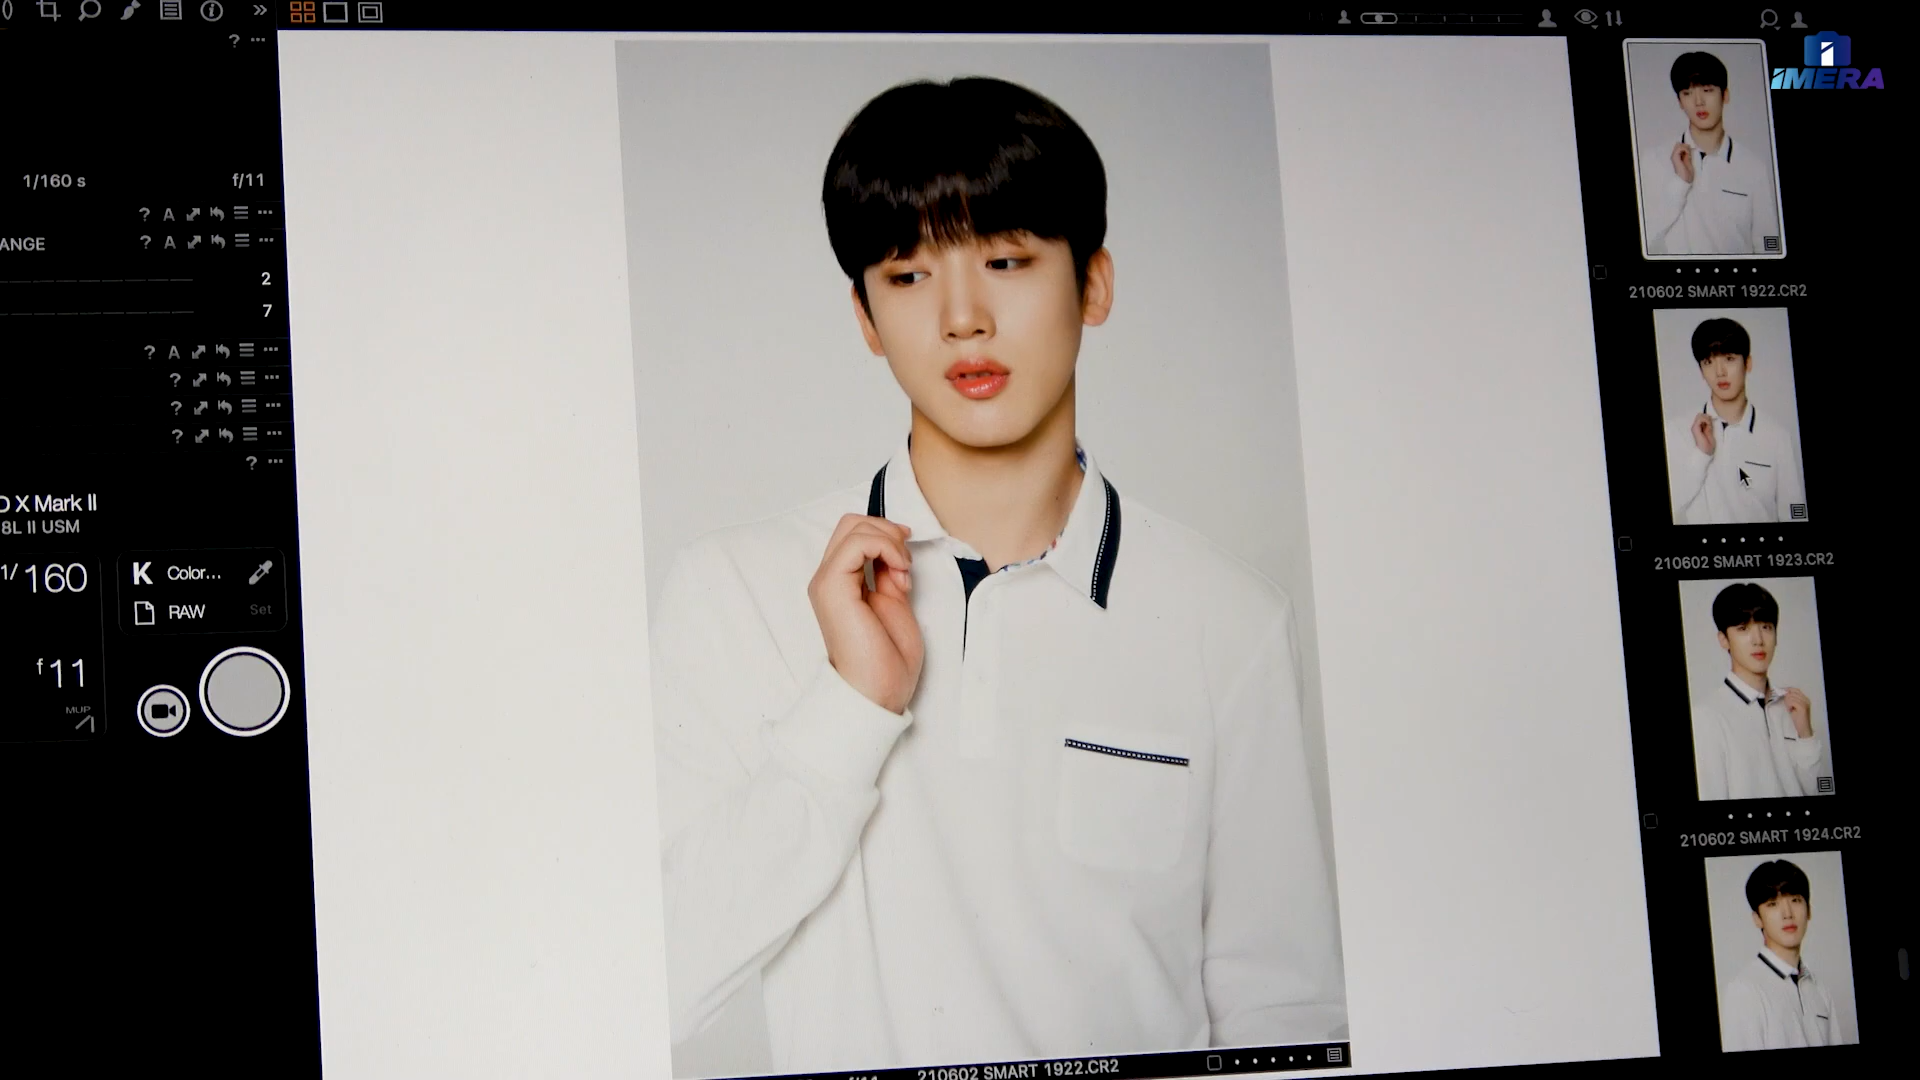 1/160 s f/11
? A
ANGE ? A
2
7
? A
?
?
?
?
D X Mark II
8L II USM
1/160
K Color...
RAW Set
f11
MUP
iMERA
210602 SMART 1922.CR2
210602 SMART 1923.CR2
210602 SMART 1924.CR2
210602 SMART 1922.CR2